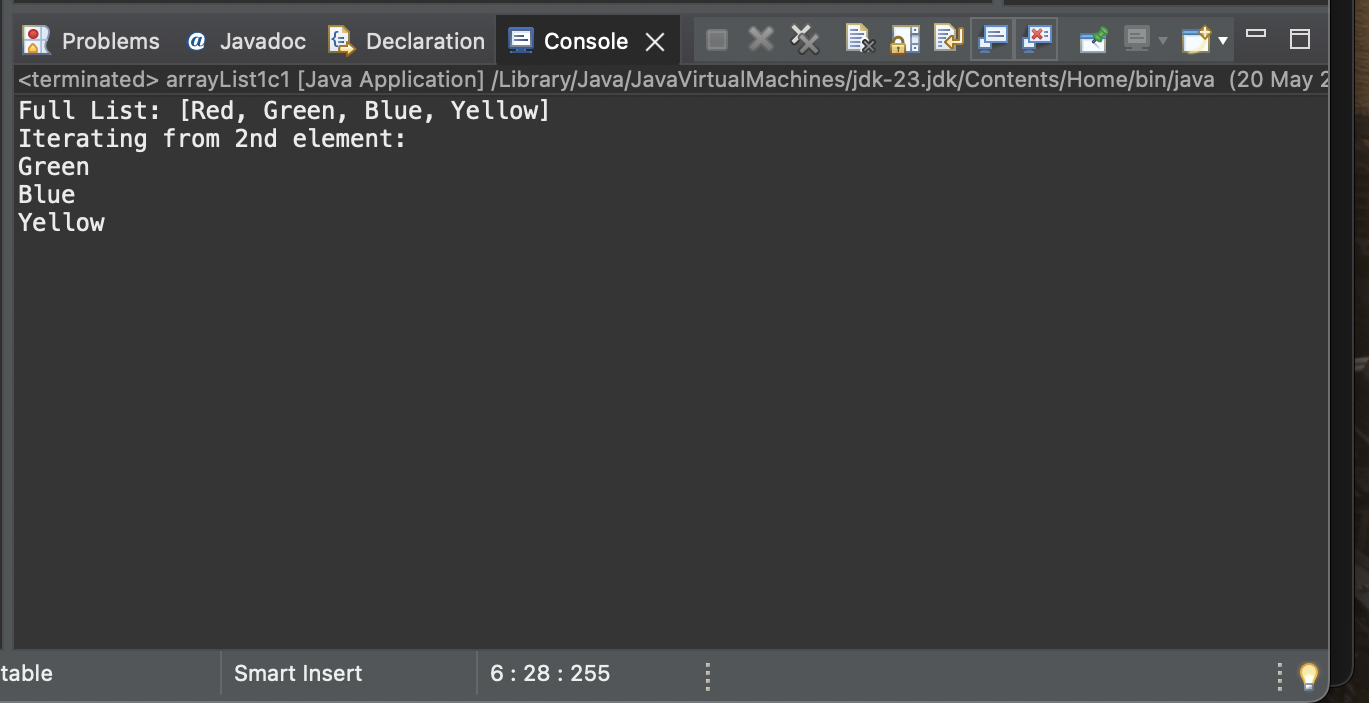 Problems @ Javadoc Declaration Console
<terminated> arrayList1c1 [Java Application] /Library/Java/JavaVirtualMachines/jdk-23.jdk/Contents/Home/bin/java (20 May 2
Full List: [Red, Green, Blue, Yellow]
Iterating from 2nd element:
Green
Blue
Yellow
table Smart Insert 6 : 28 : 255